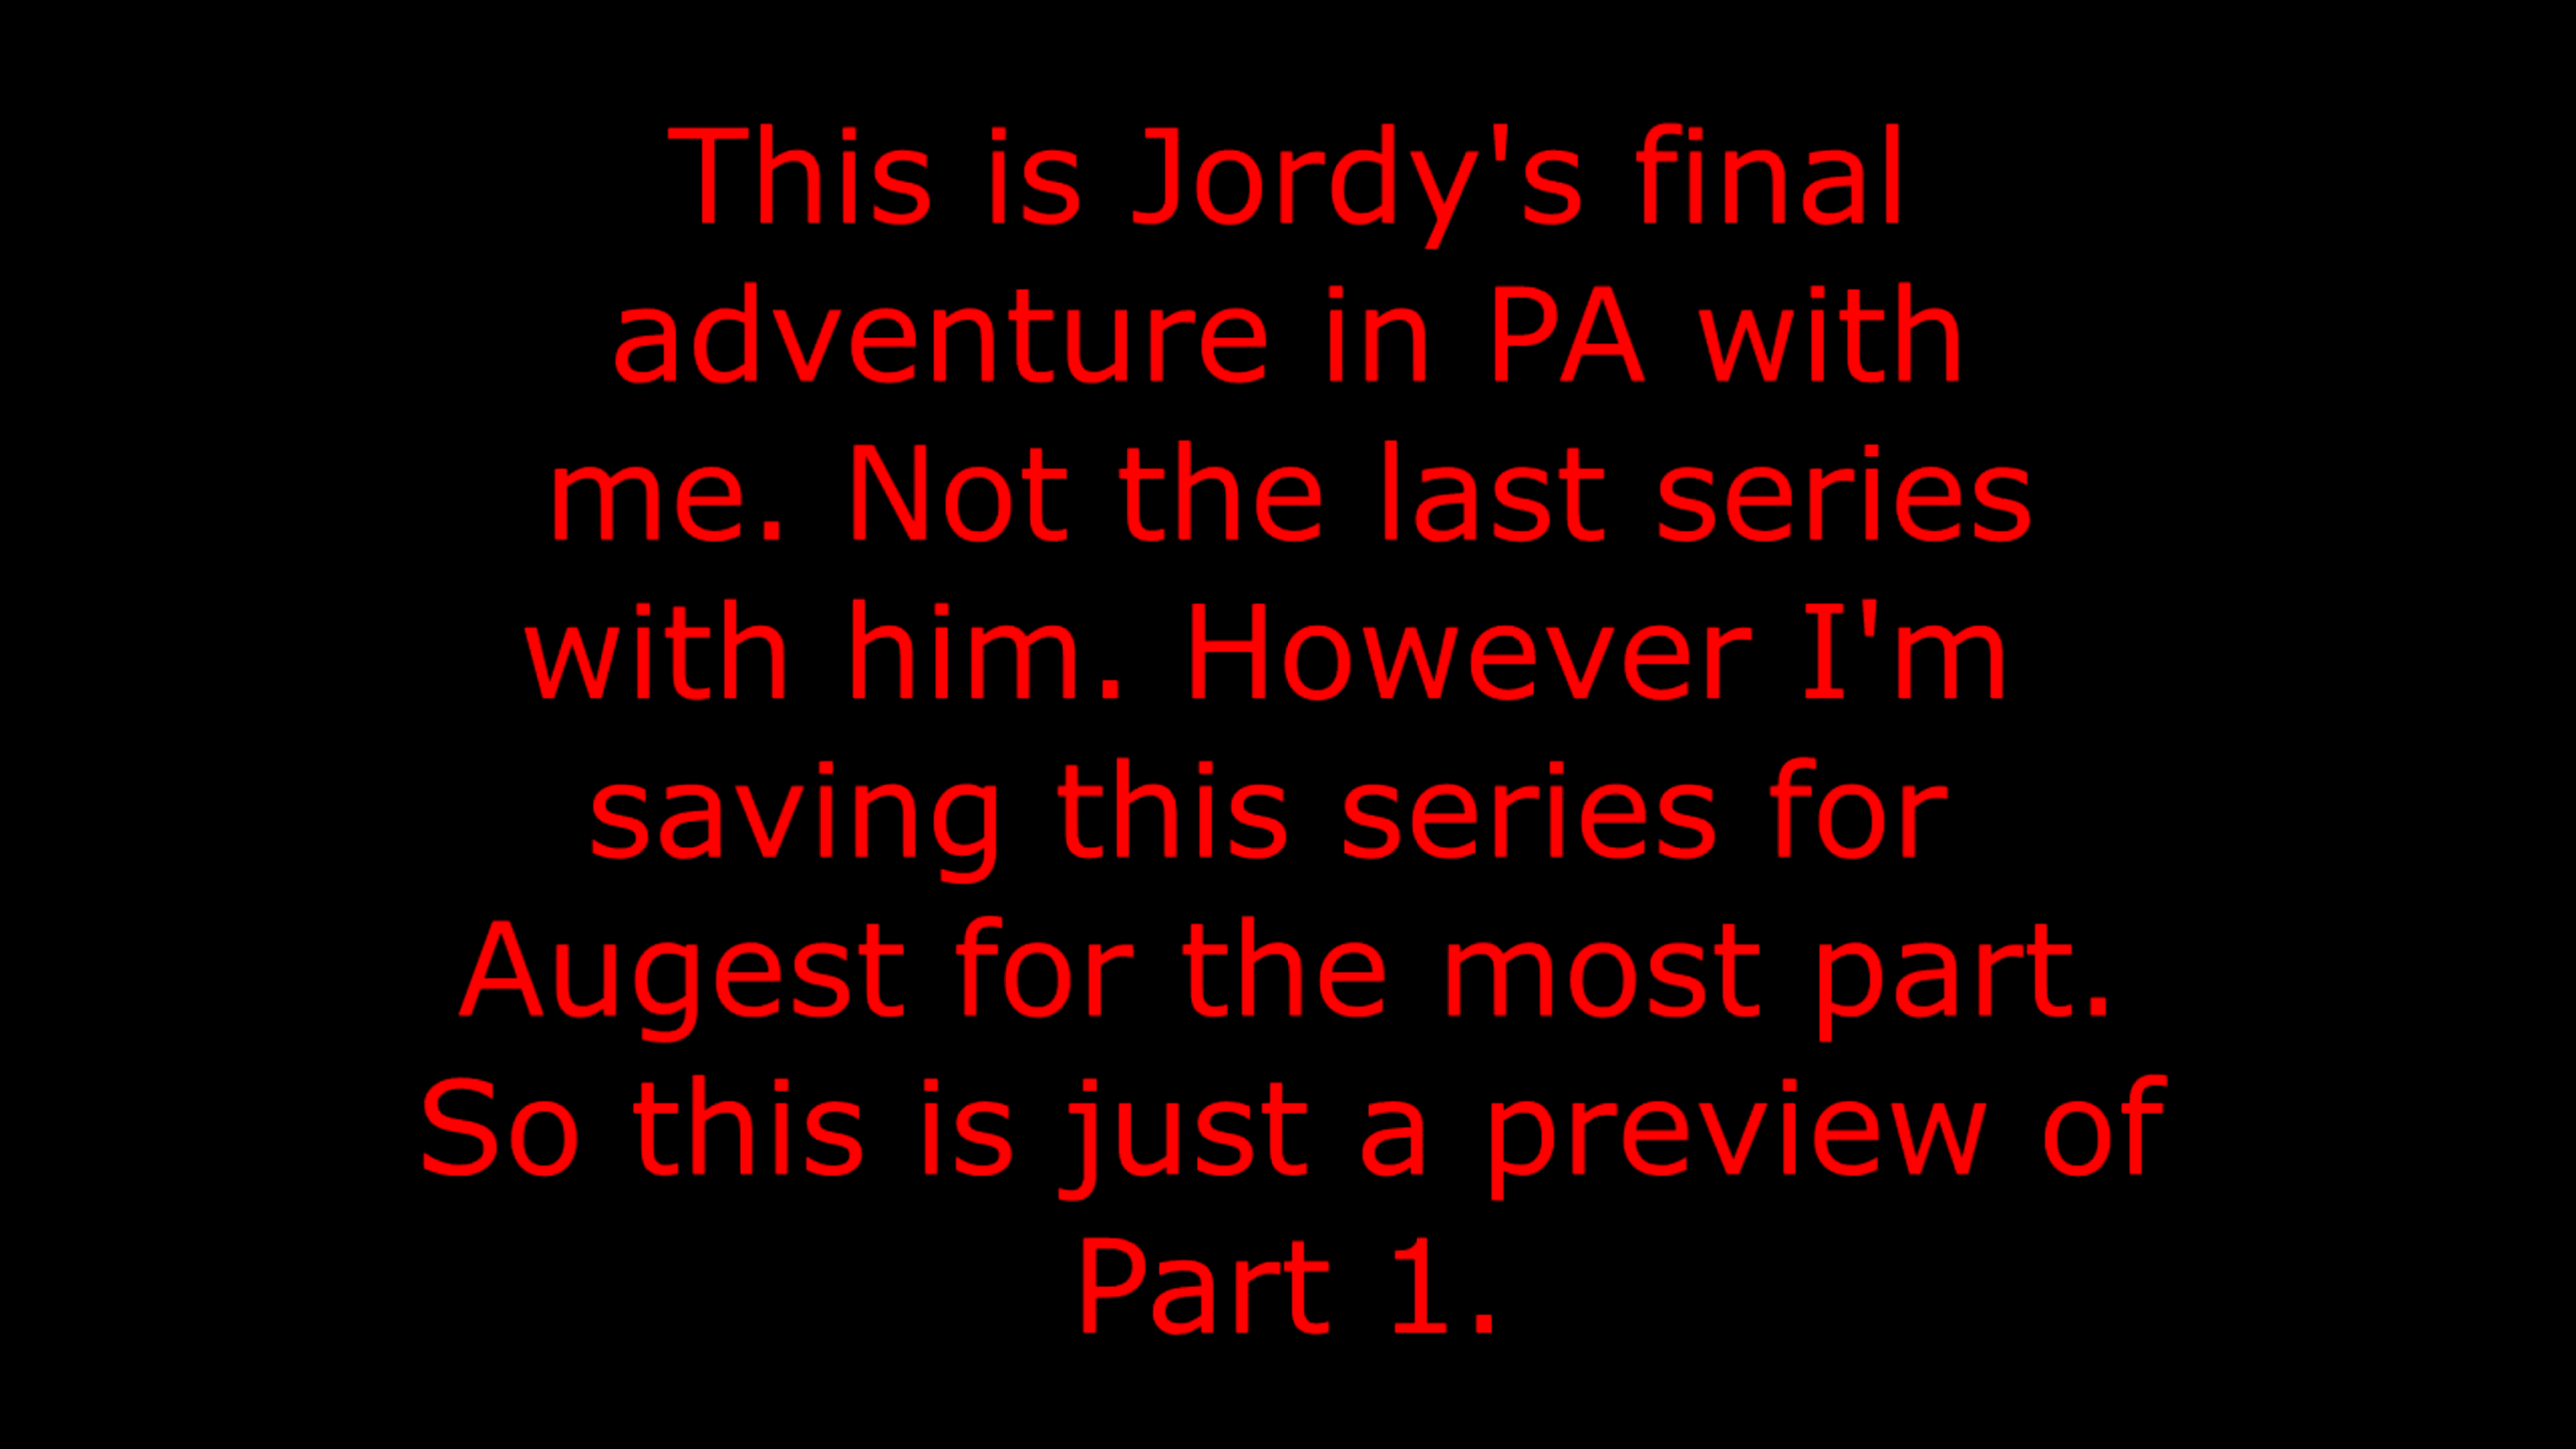 This is Jordy's final
adventure in PA with
me. Not the last series
with him. However I'm
saving this series for
Augest for the most part.
So this is just a preview of
Part 1.